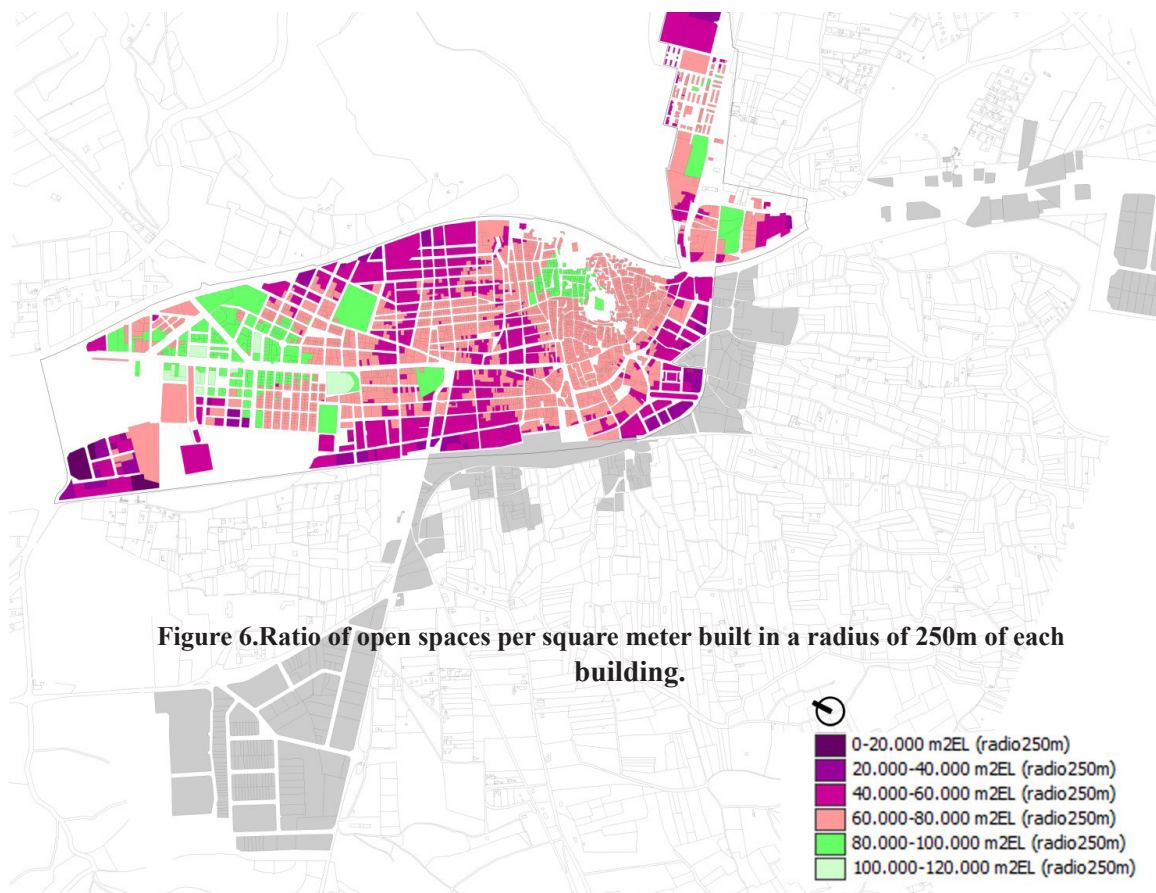 Figure 6.Ratio of open spaces per square meter built in a radius of 250m of each
building.
0-20.000 m2EL (radio250m)
20.000-40.000 m2EL (radio250m)
40.000-60.000 m2EL (radio250m)
60.000-80.000 m2EL (radio250m)
80.000-100.000 m2EL (radio250m)
100.000-120.000 m2EL (radio250m)